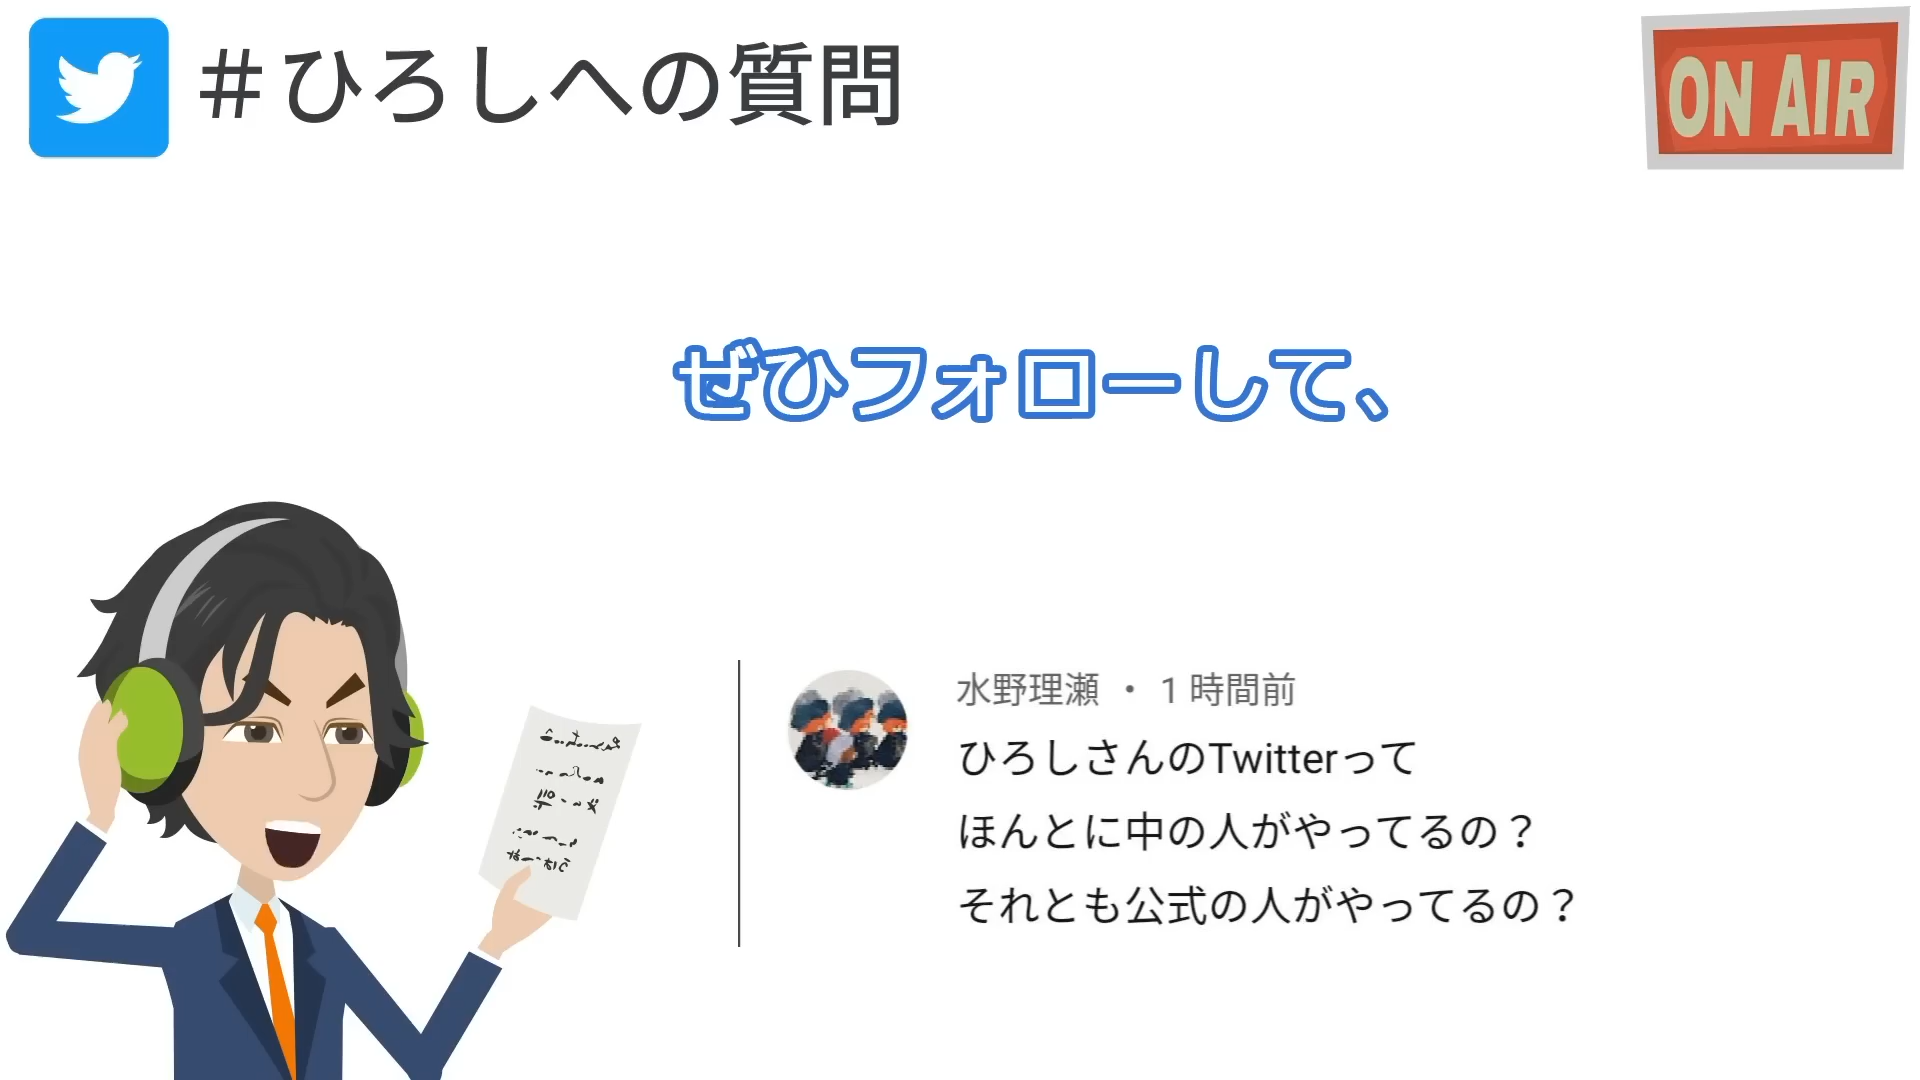 #ひろしへの質問
ON AIR
ぜひフォローして、
水野理瀬 ・ 1 時間前
ひろしさんのTwitterって
ほんとに中の人がやってるの？
それとも公式の人がやってるの？